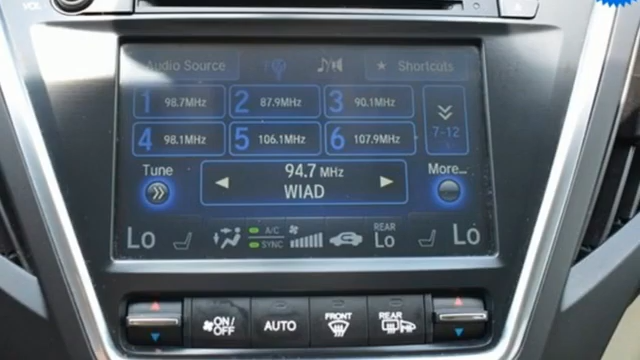 VOL
Audio Source
Shortcuts
1 98.7MHz 2 87.9MHz 3 90.1MHz
4 98.1MHz 5 106.1MHz 6 107.9MHz
7-12
Tune
94.7 MHz
WIAD
More...
Lo
A/C
SYNC
REAR
Lo
Lo
ON/
OFF
AUTO
FRONT
REAR